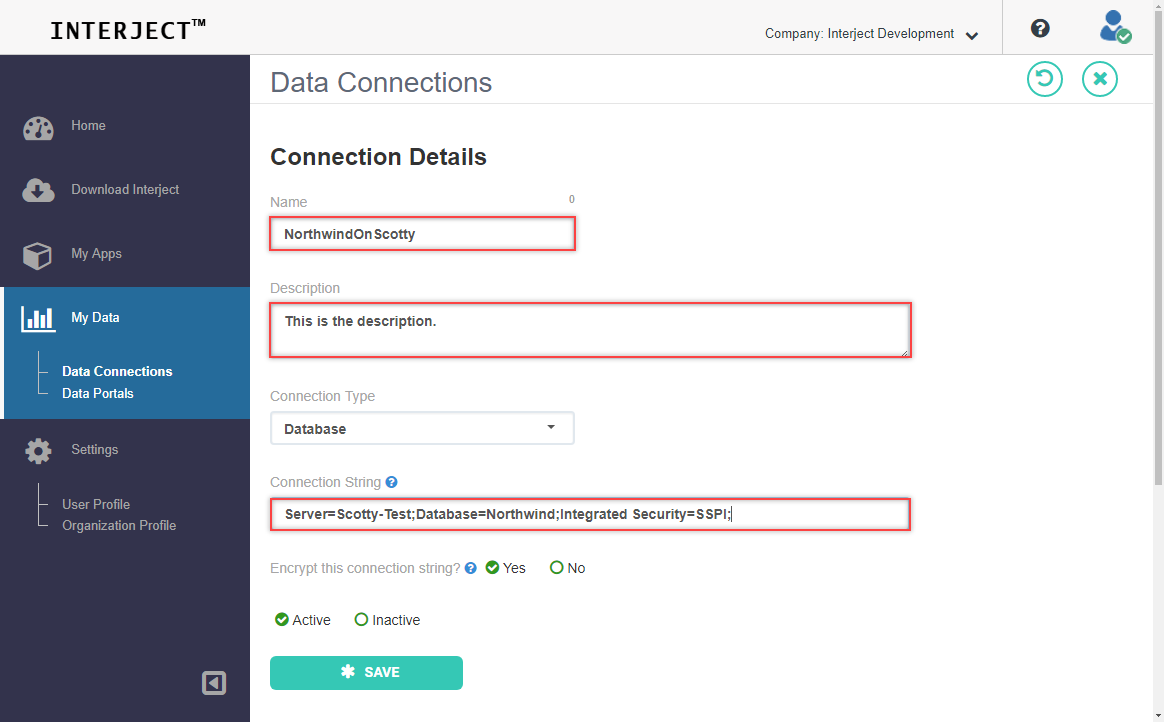 INTERJECT™
Company: Interject Development
Data Connections
Home
Download Interject
My Apps
My Data
Data Connections
Data Portals
Settings
User Profile
Organization Profile
Connection Details
Name 0
NorthwindOnScotty
Description
This is the description.
Connection Type
Database
Connection String
Server=Scotty-Test;Database=Northwind;Integrated Security=SSPI;
Encrypt this connection string? Yes No
Active Inactive
SAVE